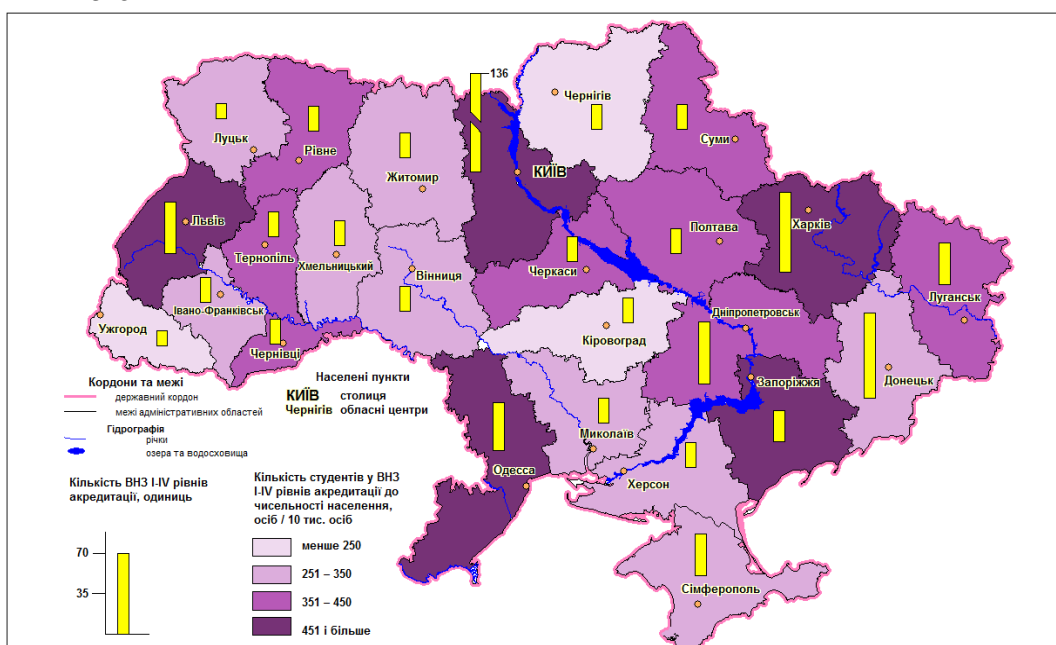 136
Чернігів
Луцьк
Рівне
Суми
Житомир
КИЇВ
Львів
Харків
Полтава
Тернопіль
Хмельницький
Вінниця
Черкаси
Луганськ
Івано-Франківськ
Дніпропетровськ
Ужгород
Кіровоград
Чернівці
Запоріжжя
Донецьк
Миколаїв
Одесса
Херсон
Сімферополь
Кордони та межі
державний кордон
межі адміністративних областей
Гідрографія
річки
озера та водосховища
Населені пункти
КИЇВ столиця
Чернігів обласні центри
Кількість ВНЗ І-ІV рівнів
акредитації, одиниць
70
35
Кількість студентів у ВНЗ
І-ІV рівнів акредитації до
чисельності населення,
осіб / 10 тис. осіб
менше 250
251 – 350
351 – 450
451 і більше